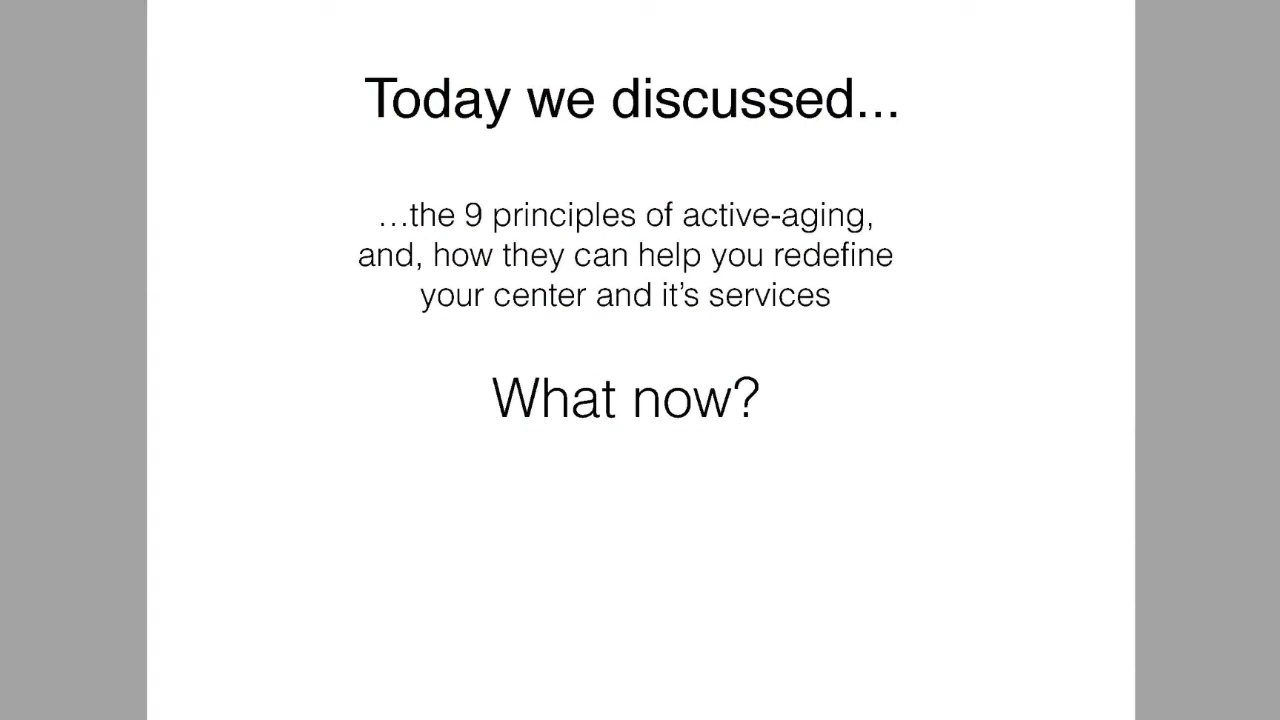 Today we discussed...
…the 9 principles of active-aging,
and, how they can help you redefine
your center and it’s services
What now?